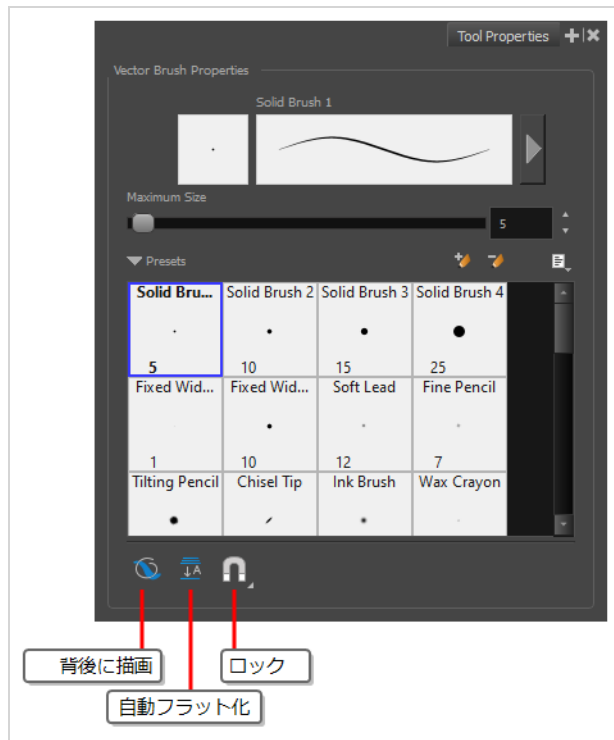 Tool Properties
Vector Brush Properties
Solid Brush 1
Maximum Size
5
Presets
Solid Bru... Solid Brush 2 Solid Brush 3 Solid Brush 4
5 10 15 25
Fixed Wid... Fixed Wid... Soft Lead Fine Pencil
1 10 12 7
Tilting Pencil Chisel Tip Ink Brush Wax Crayon
A
背後に描画
ロック
自動フラット化